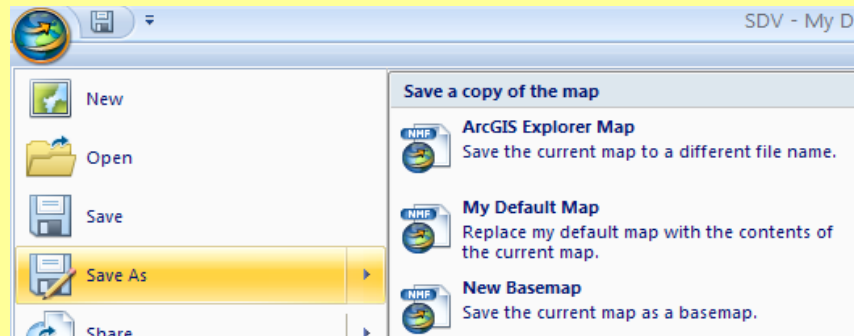 SDV - My D
New
Open
Save
Save As
Share
Save a copy of the map
NMF
ArcGIS Explorer Map
Save the current map to a different file name.
NMF
My Default Map
Replace my default map with the contents of
the current map.
NMF
New Basemap
Save the current map as a basemap.